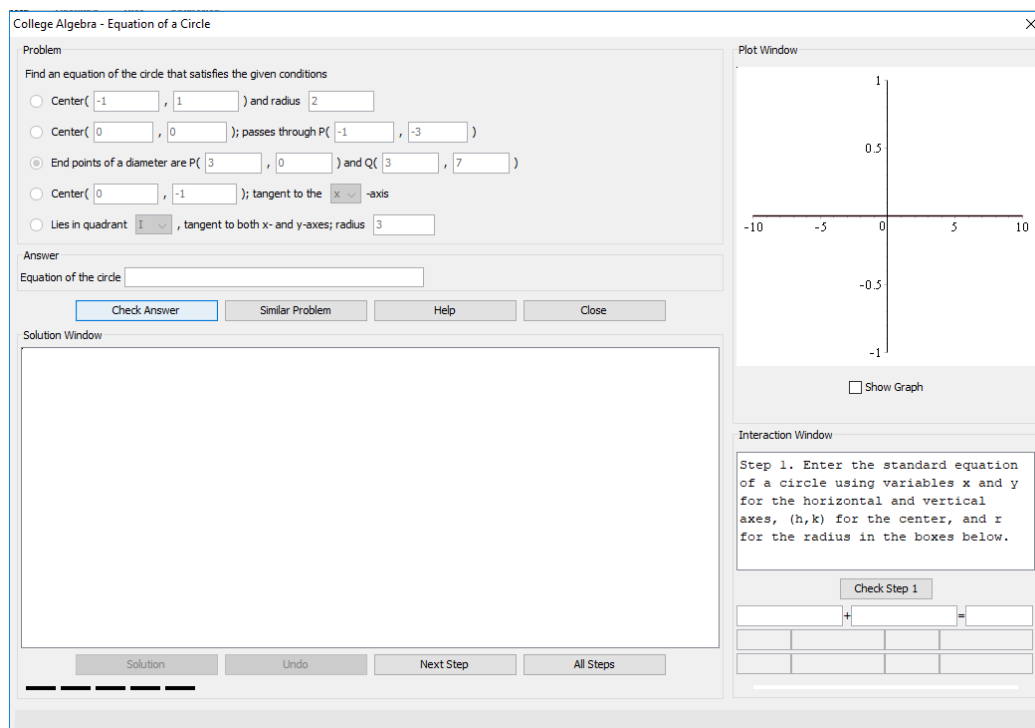 College Algebra - Equation of a Circle
Problem
Find an equation of the circle that satisfies the given conditions
Center( -1 , 1 ) and radius 2
Center( 0 , 0 ); passes through P( -1 , -3 )
End points of a diameter are P( 3 , 0 ) and Q( 3 , 7 )
Center( 0 , -1 ); tangent to the x -axis
Lies in quadrant I , tangent to both x- and y-axes; radius 3
Answer
Equation of the circle
Check Answer Similar Problem Help Close
Solution Window
Solution Undo Next Step All Steps
Plot Window
1
0.5
-10 -5 0 5 10
-0.5
-1
Show Graph
Interaction Window
Step 1. Enter the standard equation
of a circle using variables x and y
for the horizontal and vertical
axes, (h,k) for the center, and r
for the radius in the boxes below.
Check Step 1
+ =